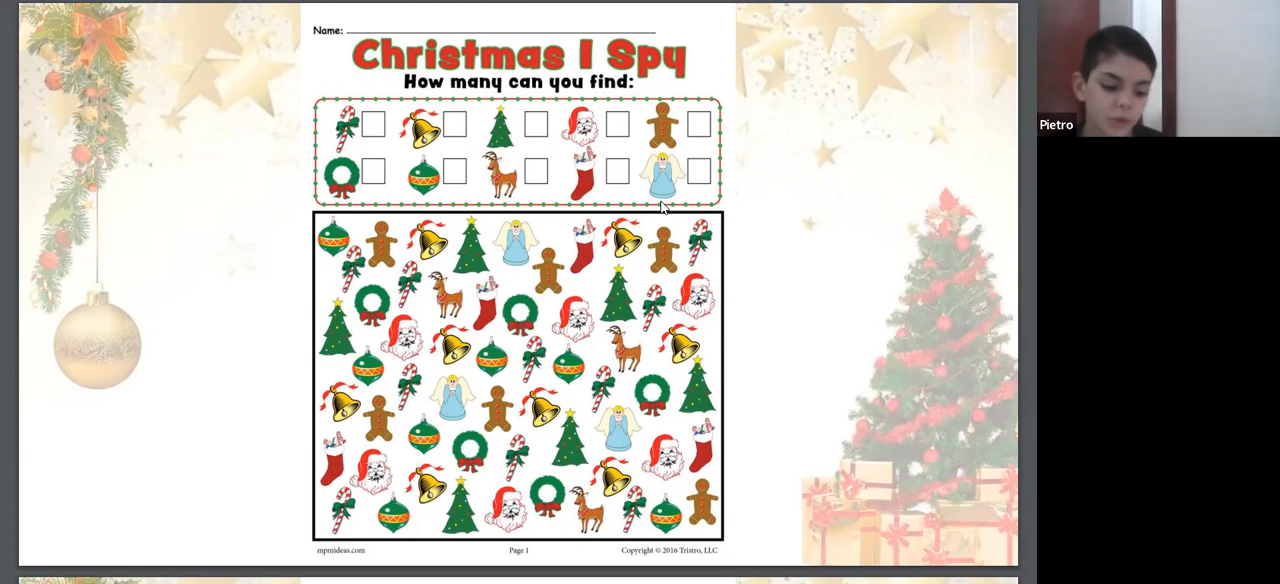 Name:
Christmas I Spy
How many can you find:
Pietro
mpmideas.com
Page 1
Copyright © 2016 Tristro, LLC